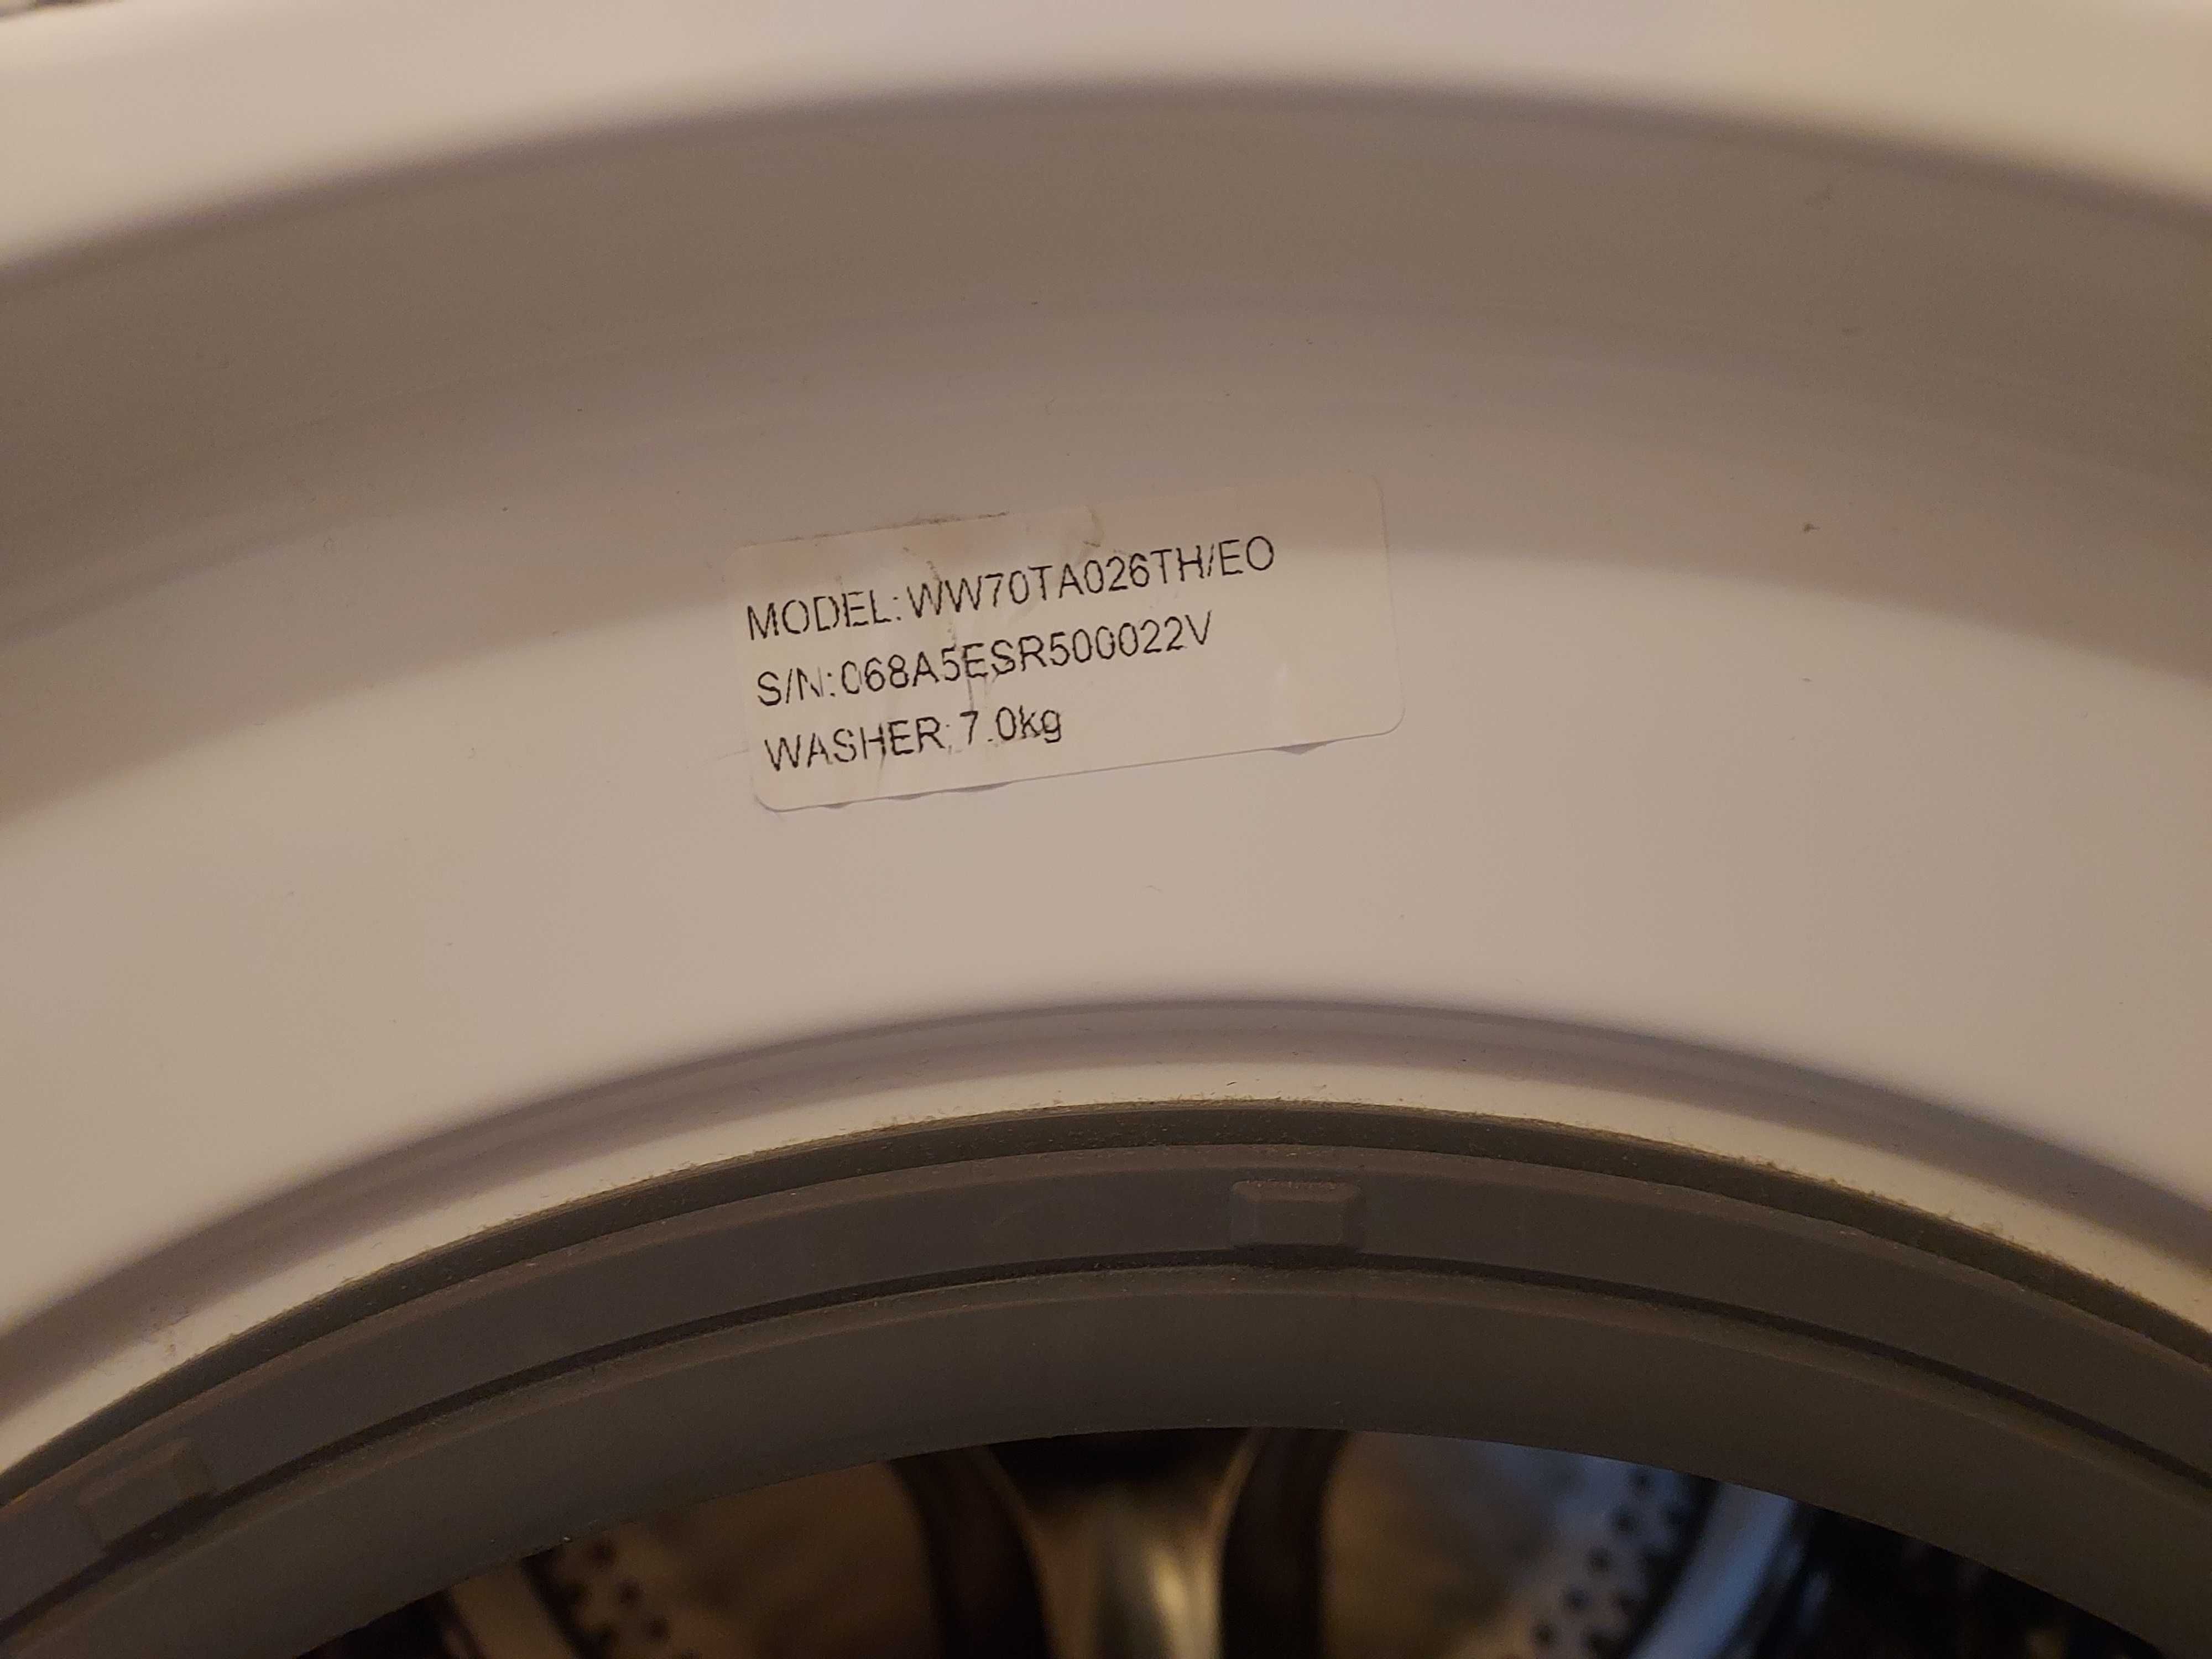 MODEL:WW70TA026TH/EO
S/N:068A5ESR500022V
WASHER:7.0kg